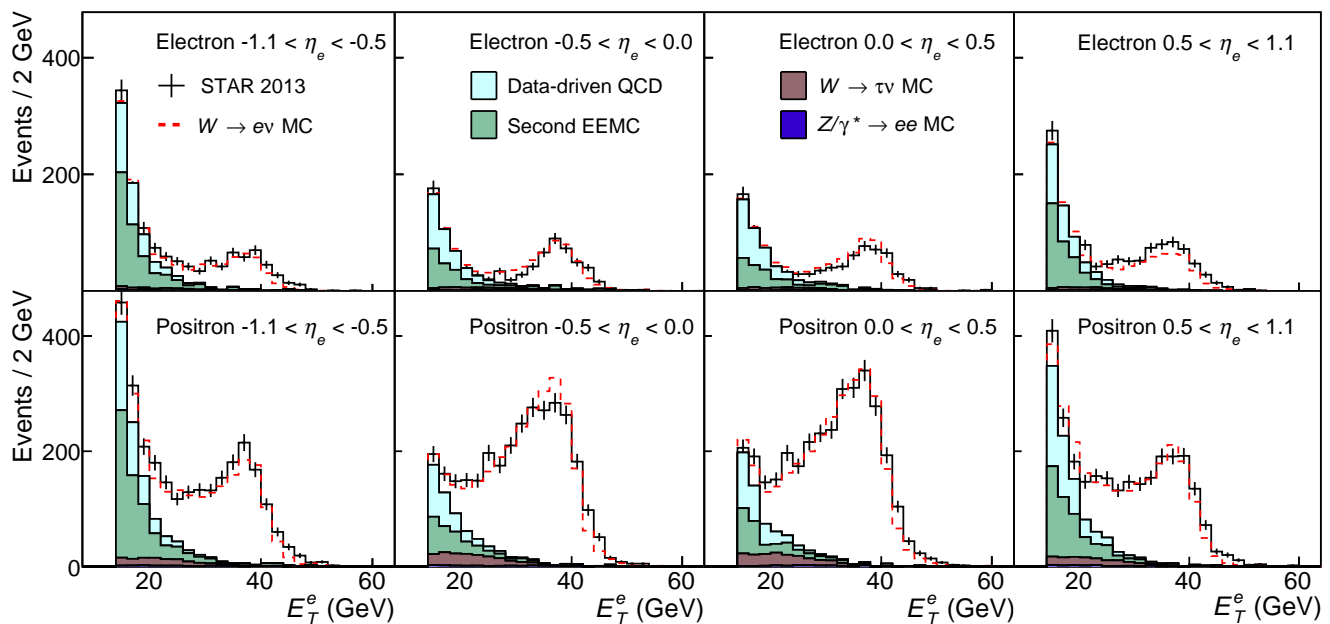 Events / 2 GeV
400
200
Electron -1.1 < η_e < -0.5
STAR 2013
W → eν MC
Electron -0.5 < η_e < 0.0
Data-driven QCD
Second EEMC
Electron 0.0 < η_e < 0.5
W → τν MC
Z/γ* → ee MC
Electron 0.5 < η_e < 1.1
Events / 2 GeV
400
200
0
Positron -1.1 < η_e < -0.5
Positron -0.5 < η_e < 0.0
Positron 0.0 < η_e < 0.5
Positron 0.5 < η_e < 1.1
20 40 60
20 40 60
20 40 60
20 40 60
E_T^e (GeV)
E_T^e (GeV)
E_T^e (GeV)
E_T^e (GeV)